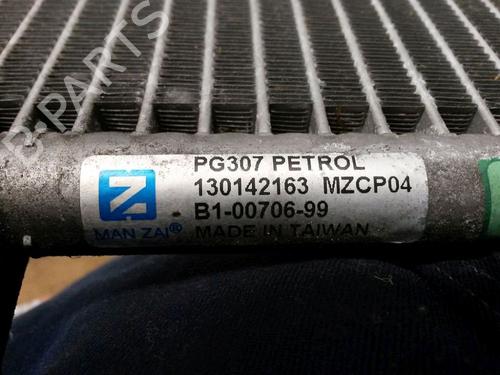 B-PARTS
PG307 PETROL
130142163 MZCP04
B1-00706-99
MAN ZAI® MADE IN TAIWAN